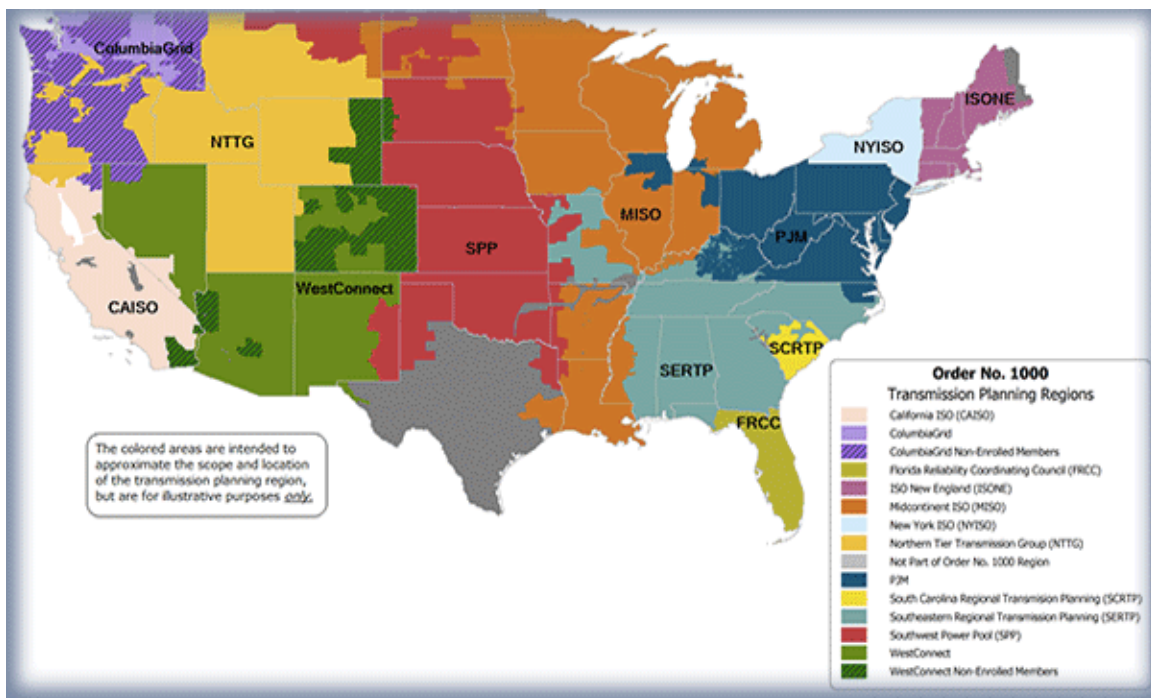 ColumbiaGrid
NTTG
CAISO
WestConnect
SPP
MISO
PJM
NYISO
ISONE
SERTP
SCRTP
FRCC
The colored areas are intended to
approximate the scope and location
of the transmission planning region,
but are for illustrative purposes only.
Order No. 1000
Transmission Planning Regions
California ISO (CAISO)
ColumbiaGrid
ColumbiaGrid Non-Enrolled Members
Florida Reliability Coordinating Council (FRCC)
ISO New England (ISONE)
Midcontinent ISO (MISO)
New York ISO (NYISO)
Northern Tier Transmission Group (NTTG)
Not Part of Order No. 1000 Region
PJM
South Carolina Regional Transmision Planning (SCRTP)
Southeastern Regional Transmission Planning (SERTP)
Southwest Power Pool (SPP)
WestConnect
WestConnect Non-Enrolled Members